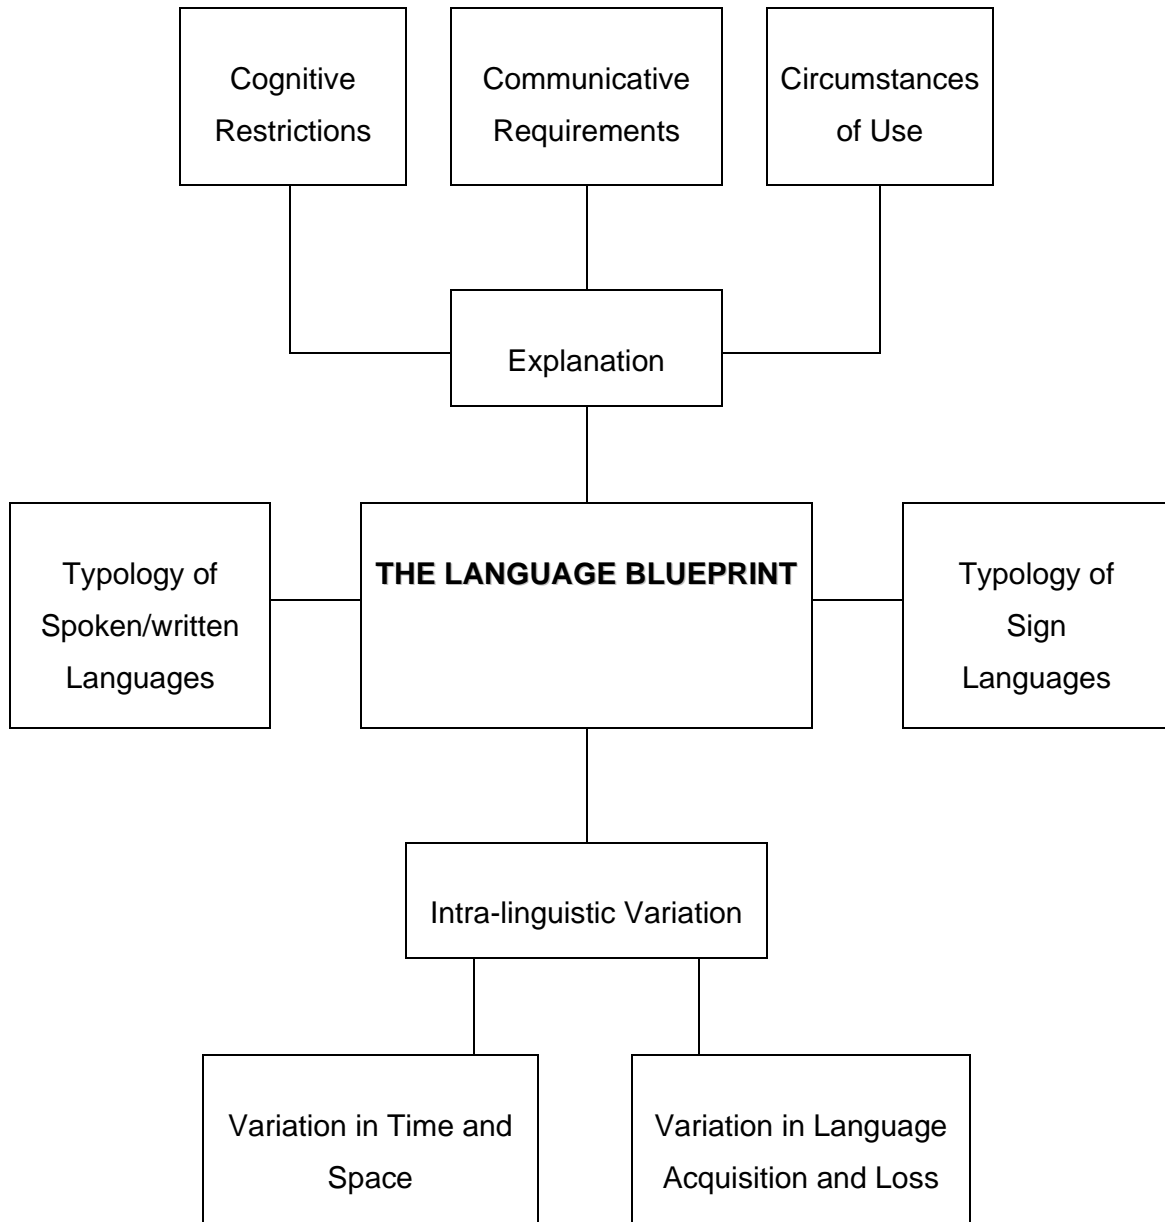 Cognitive
Restrictions
Communicative
Requirements
Circumstances
of Use
Explanation
Typology of
Spoken/written
Languages
THE LANGUAGE BLUEPRINT
Typology of
Sign
Languages
Intra-linguistic Variation
Variation in Time and
Space
Variation in Language
Acquisition and Loss